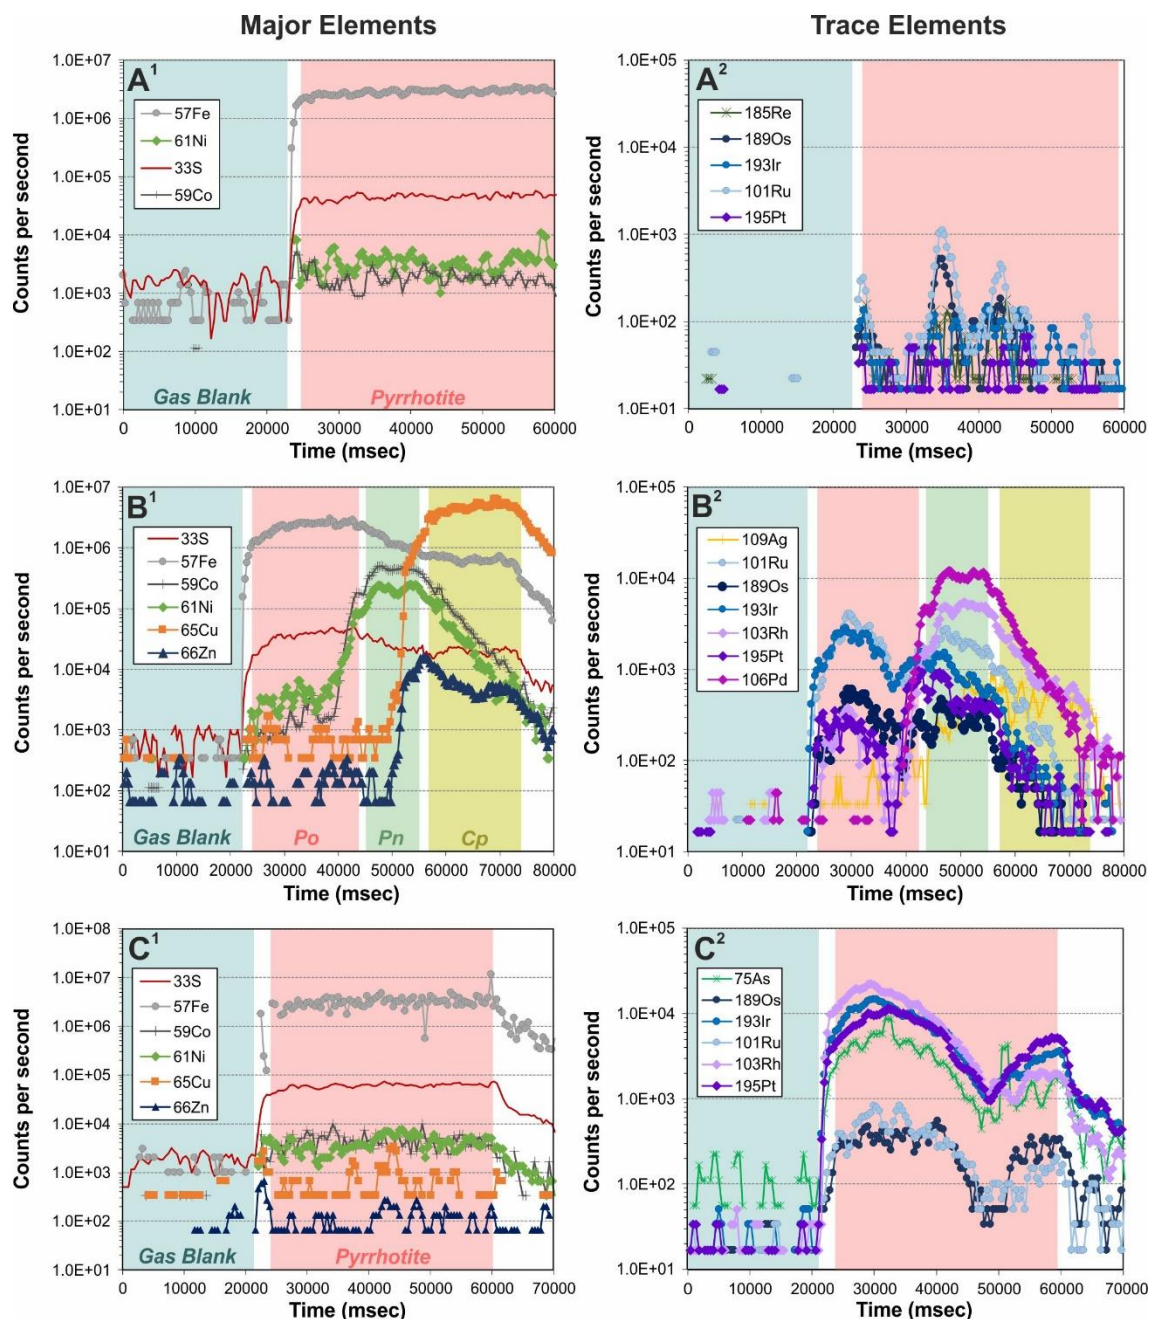 Major Elements
Trace Elements
A1
1.0E+07
1.0E+06
1.0E+05
1.0E+04
1.0E+03
1.0E+02
1.0E+01
Counts per second
57Fe
61Ni
33S
59Co
Gas Blank
Pyrrhotite
0 10000 20000 30000 40000 50000 60000
Time (msec)
A2
1.0E+05
1.0E+04
1.0E+03
1.0E+02
1.0E+01
Counts per second
185Re
189Os
193Ir
101Ru
195Pt
0 10000 20000 30000 40000 50000 60000
Time (msec)
B1
1.0E+07
1.0E+06
1.0E+05
1.0E+04
1.0E+03
1.0E+02
1.0E+01
Counts per second
33S
57Fe
59Co
61Ni
65Cu
66Zn
Gas Blank
Po
Pn
Cp
0 10000 20000 30000 40000 50000 60000 70000 80000
Time (msec)
B2
1.0E+05
1.0E+04
1.0E+03
1.0E+02
1.0E+01
Counts per second
109Ag
101Ru
189Os
193Ir
103Rh
195Pt
106Pd
0 10000 20000 30000 40000 50000 60000 70000 80000
Time (msec)
C1
1.0E+08
1.0E+07
1.0E+06
1.0E+05
1.0E+04
1.0E+03
1.0E+02
1.0E+01
Counts per second
33S
57Fe
59Co
61Ni
65Cu
66Zn
Gas Blank
Pyrrhotite
0 10000 20000 30000 40000 50000 60000 70000
Time (msec)
C2
1.0E+05
1.0E+04
1.0E+03
1.0E+02
1.0E+01
Counts per second
75As
189Os
193Ir
101Ru
103Rh
195Pt
0 10000 20000 30000 40000 50000 60000 70000
Time (msec)